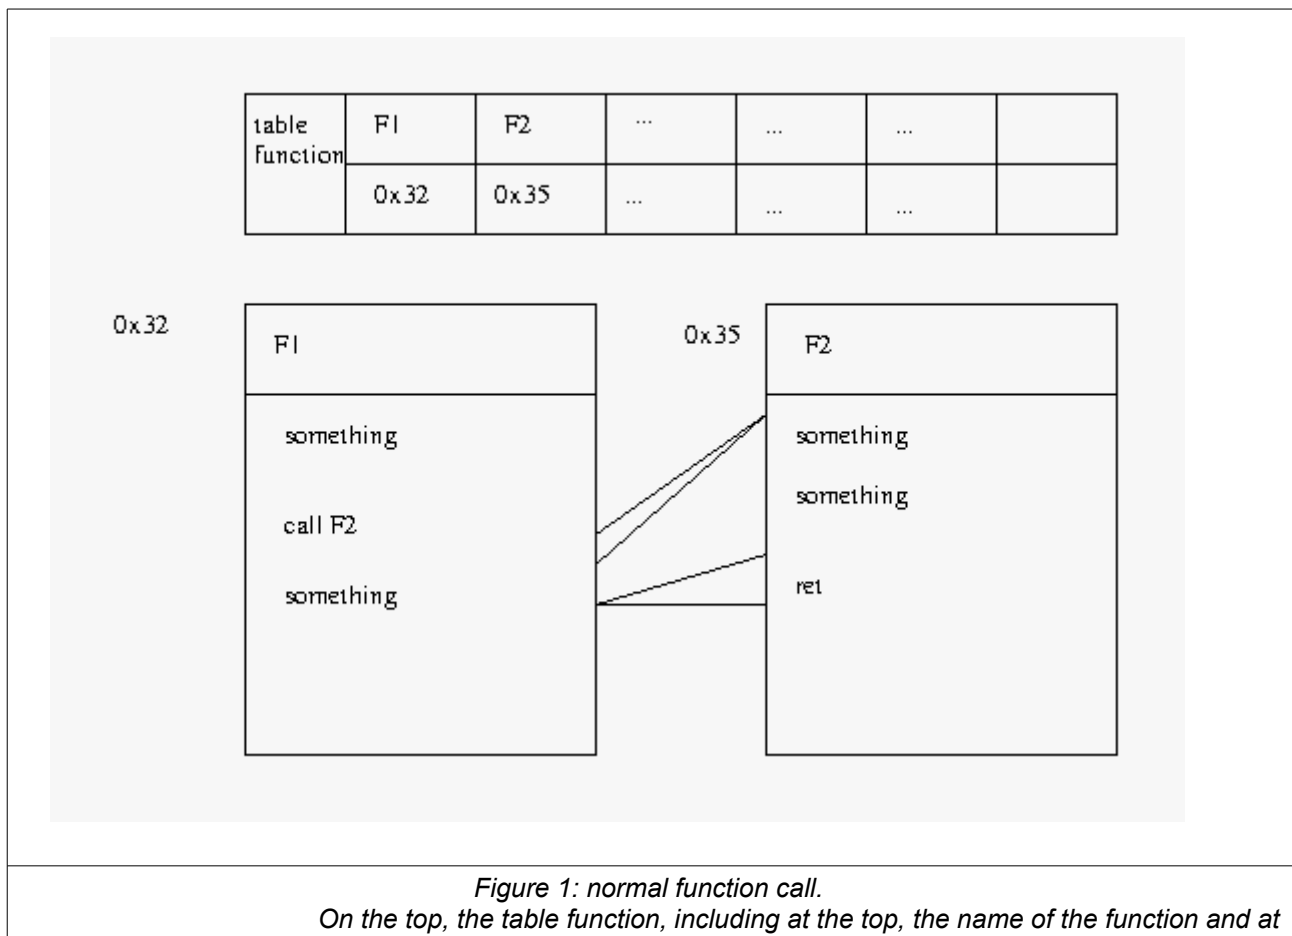 table function
F1
F2
...
...
...
0x32
0x35
...
...
...
0x32
F1
something
call F2
something
0x35
F2
something
something
ret
Figure 1: normal function call.
On the top, the table function, including at the top, the name of the function and at